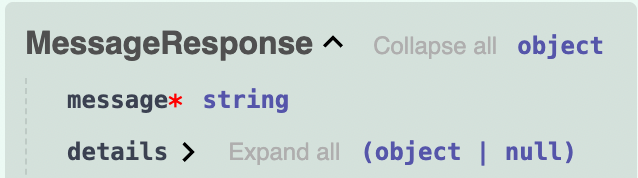 MessageResponse Collapse all object
message* string
details Expand all (object | null)